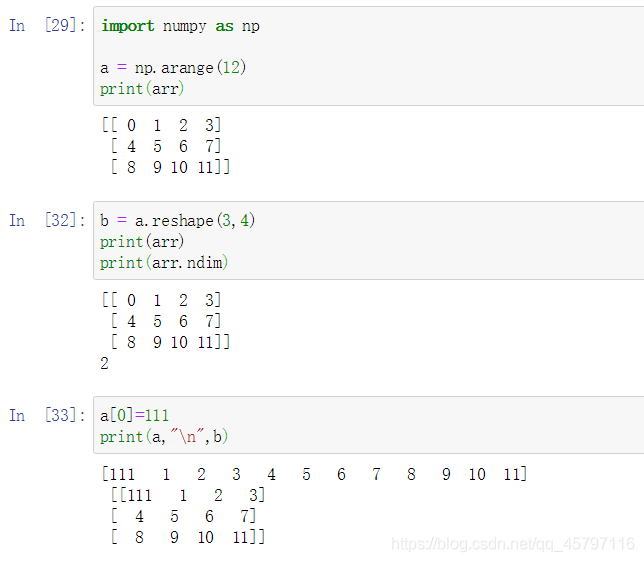 In [29]: import numpy as np
a = np.arange(12)
print(arr)
[[ 0 1 2 3]
[ 4 5 6 7]
[ 8 9 10 11]]
In [32]: b = a.reshape(3,4)
print(arr)
print(arr.ndim)
[[ 0 1 2 3]
[ 4 5 6 7]
[ 8 9 10 11]]
2
In [33]: a[0]=111
print(a,"\n",b)
[111 1 2 3 4 5 6 7 8 9 10 11]
[[111 1 2 3]
[ 4 5 6 7]
[ 8 9 10 11]]
https://blog.csdn.net/qq_45797116